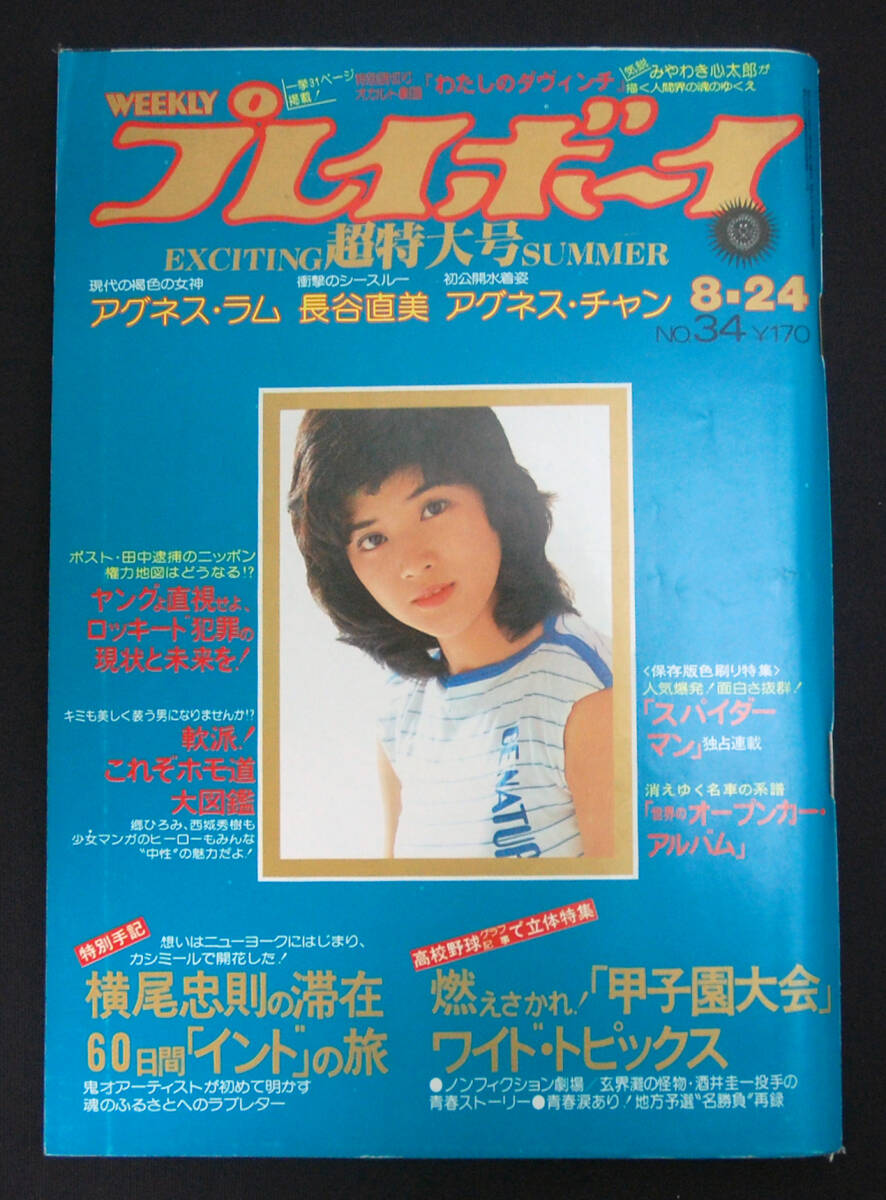 一挙31ページ
掲載!
『わたしのダヴィンチ』
みやわき心太郎が
描く人間界の魂のゆくえ
WEEKLY
プレイボーイ
EXCITING 超特大号 SUMMER
現代の褐色の女神
アグネス・ラム
衝撃のシースルー
長谷直美
初公開水着姿
アグネス・チャン
8・24
NO.34 ¥170
ポスト・田中逮捕のニッポン
権力地図はどうなる!?
ヤングよ直視せよ、
ロッキード"犯罪"の
現状と未来を!
キミも美しく装う男になりませんか!?
軟派!
これぞ"ホモ道"
大図鑑
郷ひろみ、西城秀樹も
少女マンガのヒーローもみんな
"中性"の魅力だよ!
DE NATUR
〈保存版色刷り特集〉
人気爆発!面白さ抜群!
「スパイダー
マン」独占連載
消えゆく名車の系譜
「世界のオープンカー・
アルバム」
特別手記
想いはニューヨークにはじまり、
カシミールで開花した!
横尾忠則の滞在
60日間「インド」の旅
鬼才アーティストが初めて明かす
魂のふるさとへのラブレター
高校野球グラフ記事で立体特集
燃えさかれ!「甲子園大会」
ワイド・トピックス
●ノンフィクション劇場/玄界灘の怪物・酒井圭一投手の
青春ストーリー●青春涙あり!地方予選"名勝負"再録